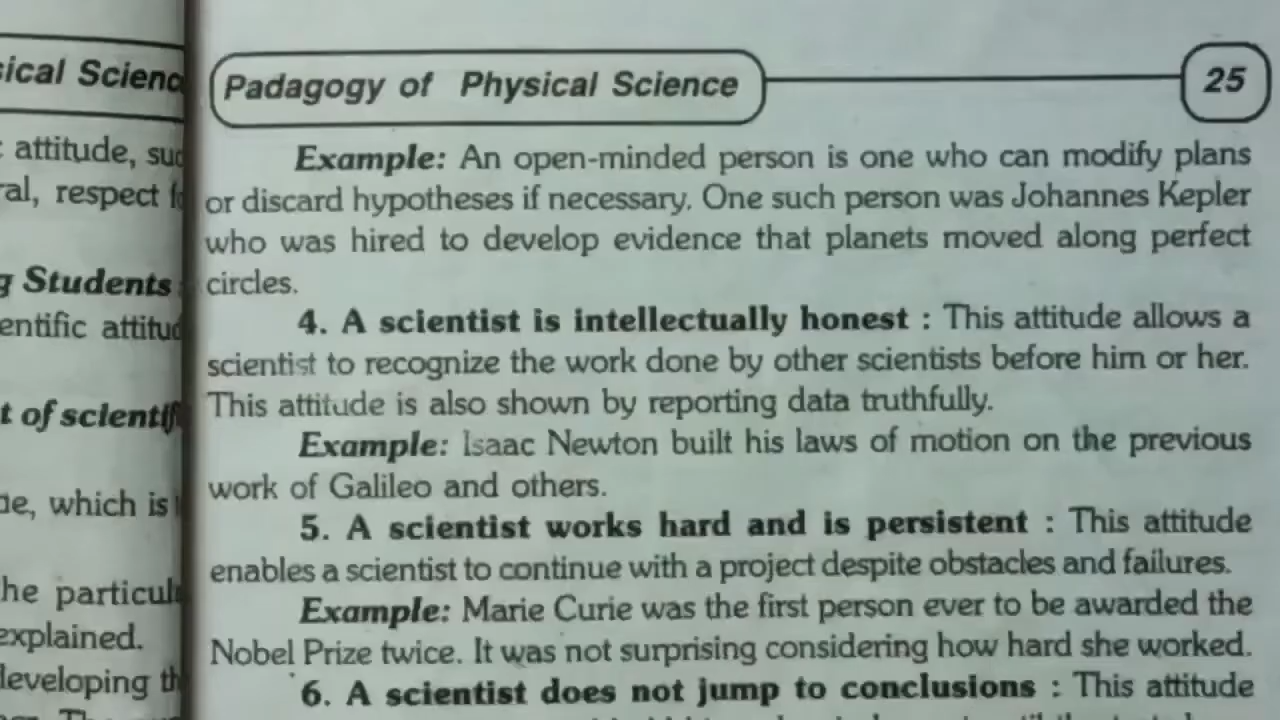 Padagogy of Physical Science
25
Example: An open-minded person is one who can modify plans
or discard hypotheses if necessary. One such person was Johannes Kepler
who was hired to develop evidence that planets moved along perfect
circles.
4. A scientist is intellectually honest : This attitude allows a
scientist to recognize the work done by other scientists before him or her.
This attitude is also shown by reporting data truthfully.
Example: Isaac Newton built his laws of motion on the previous
work of Galileo and others.
5. A scientist works hard and is persistent : This attitude
enables a scientist to continue with a project despite obstacles and failures.
Example: Marie Curie was the first person ever to be awarded the
Nobel Prize twice. It was not surprising considering how hard she worked.
6. A scientist does not jump to conclusions : This attitude
attitude,
respect
Students
t of
which is
explained.